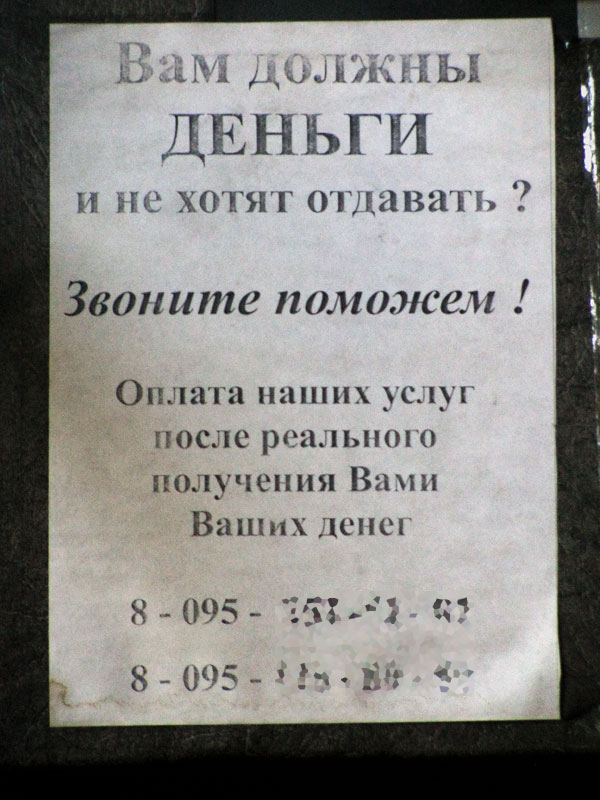 Вам должны
ДЕНЬГИ
и не хотят отдавать ?
Звоните поможем !
Оплата наших услуг
после реального
получения Вами
Ваших денег
8 - 095 -
8 - 095 -